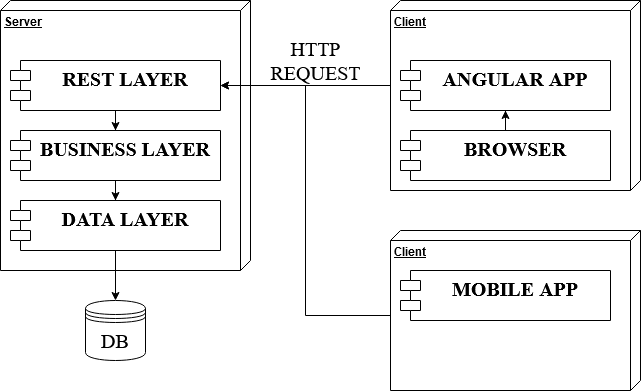 Server
REST LAYER
BUSINESS LAYER
DATA LAYER
DB
HTTP
REQUEST
Client
ANGULAR APP
BROWSER
Client
MOBILE APP